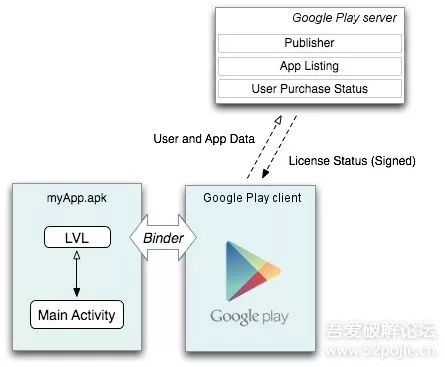 Google Play server
Publisher
App Listing
User Purchase Status
User and App Data
License Status (Signed)
myApp.apk
Google Play client
LVL
Binder
Main Activity
Google play
吾爱破解论坛
www.52pojie.cn